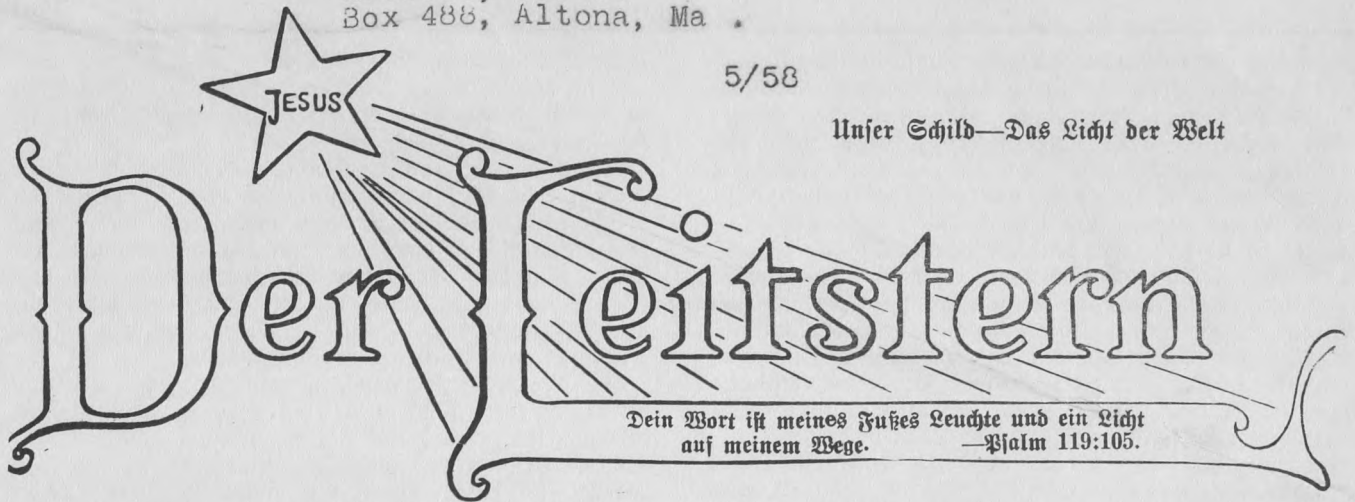 Box 488, Altona, Ma .
5/58
JESUS
Unser Schild—Das Licht der Welt
Der Leitstern
Dein Wort ist meines Fußes Leuchte und ein Licht
auf meinem Wege. —Psalm 119:105.